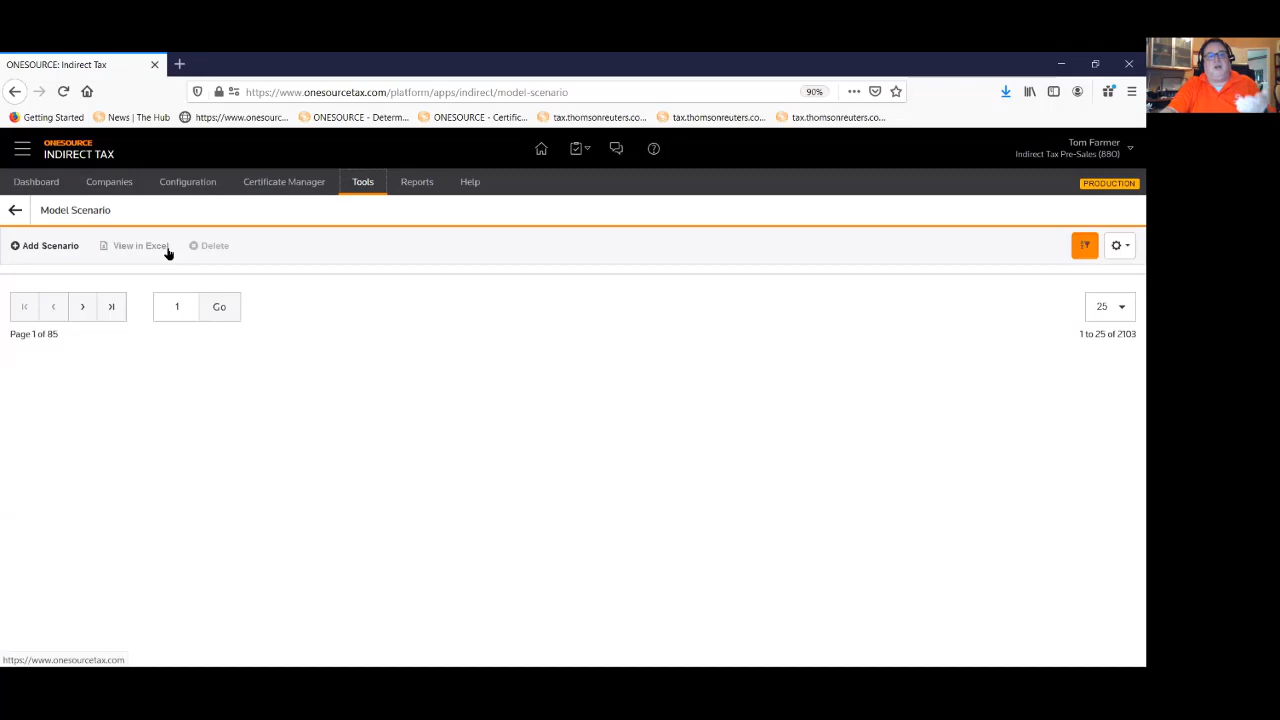 ONESOURCE: Indirect Tax
https://www.onesourcetax.com/platform/apps/indirect/model-scenario
90%
Getting Started
News | The Hub
https://www.onesourc...
ONESOURCE - Determ...
ONESOURCE - Certific...
tax.thomsonreuters.co...
tax.thomsonreuters.co...
tax.thomsonreuters.co...
ONESOURCE
INDIRECT TAX
Tom Farmer
Indirect Tax Pre-Sales (880)
Dashboard
Companies
Configuration
Certificate Manager
Tools
Reports
Help
PRODUCTION
Model Scenario
Add Scenario
View in Excel
Delete
1
Go
25
Page 1 of 85
1 to 25 of 2103
https://www.onesourcetax.com